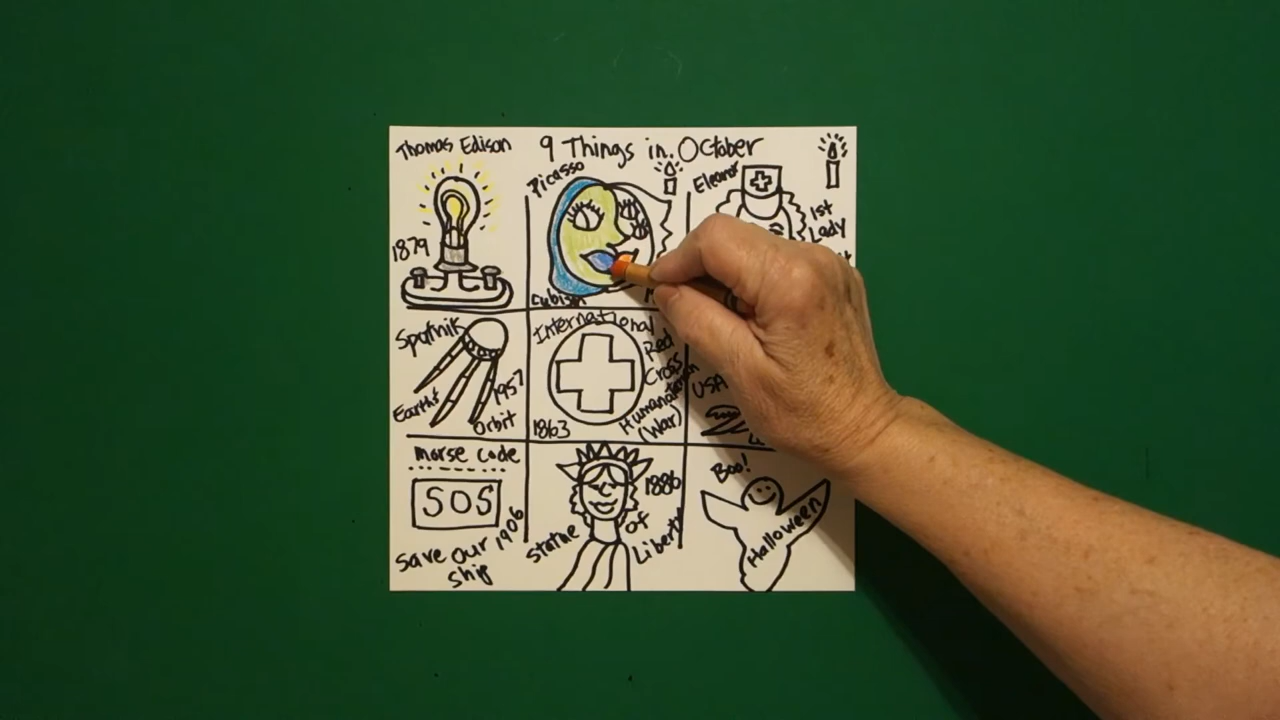 Thomas Edison
9 Things in October
1879
Picasso
Cubism
Eleanor
1st
Lady
Sputnik
Earth's
1957
Orbit
International
Red
Cross
Humanitarian
(War)
1863
USA
morse code
SOS
1906
Save Our
Ship
1886
Statue of
Liberty
Boo!
Halloween